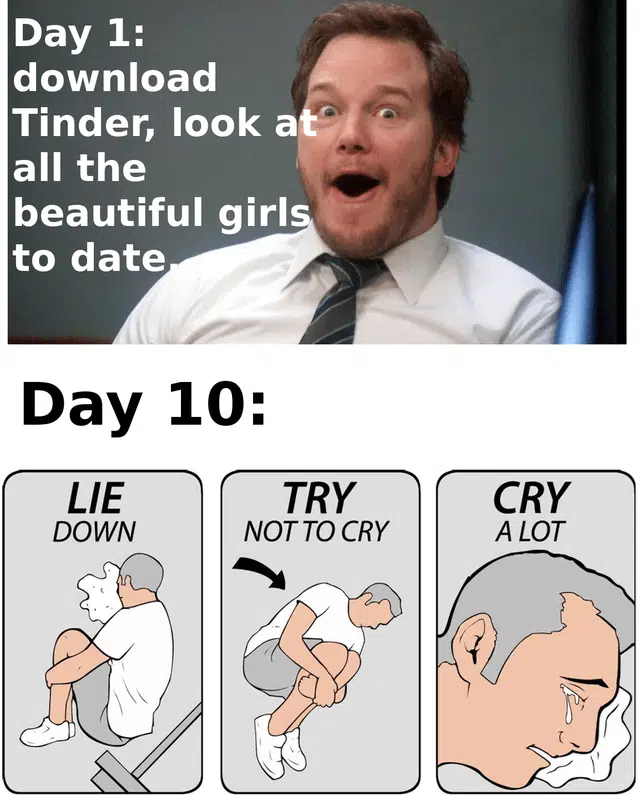 Day 1:
download
Tinder, look at
all the
beautiful girls
to date.
Day 10:
LIE
DOWN
TRY
NOT TO CRY
CRY
A LOT